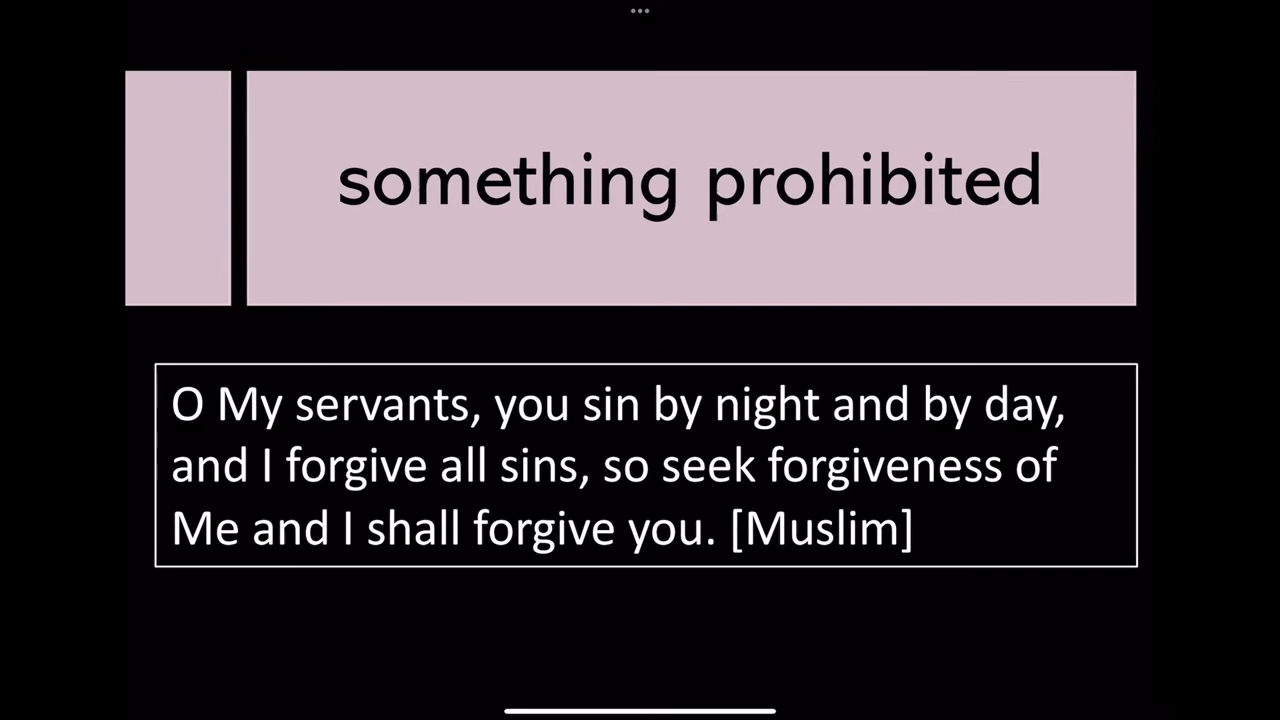 something prohibited
O My servants, you sin by night and by day,
and I forgive all sins, so seek forgiveness of
Me and I shall forgive you. [Muslim]